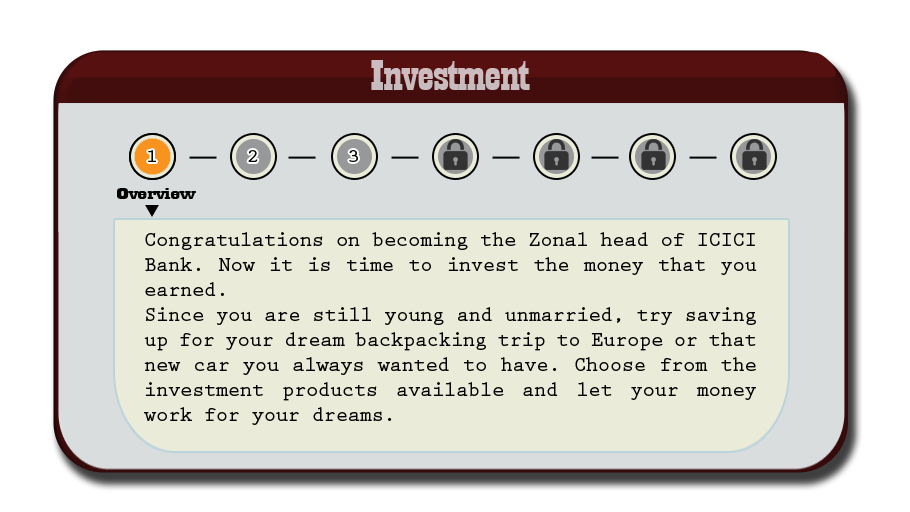 Investment
1 2 3
Overview
Congratulations on becoming the Zonal head of ICICI
Bank. Now it is time to invest the money that you
earned.
Since you are still young and unmarried, try saving
up for your dream backpacking trip to Europe or that
new car you always wanted to have. Choose from the
investment products available and let your money
work for your dreams.